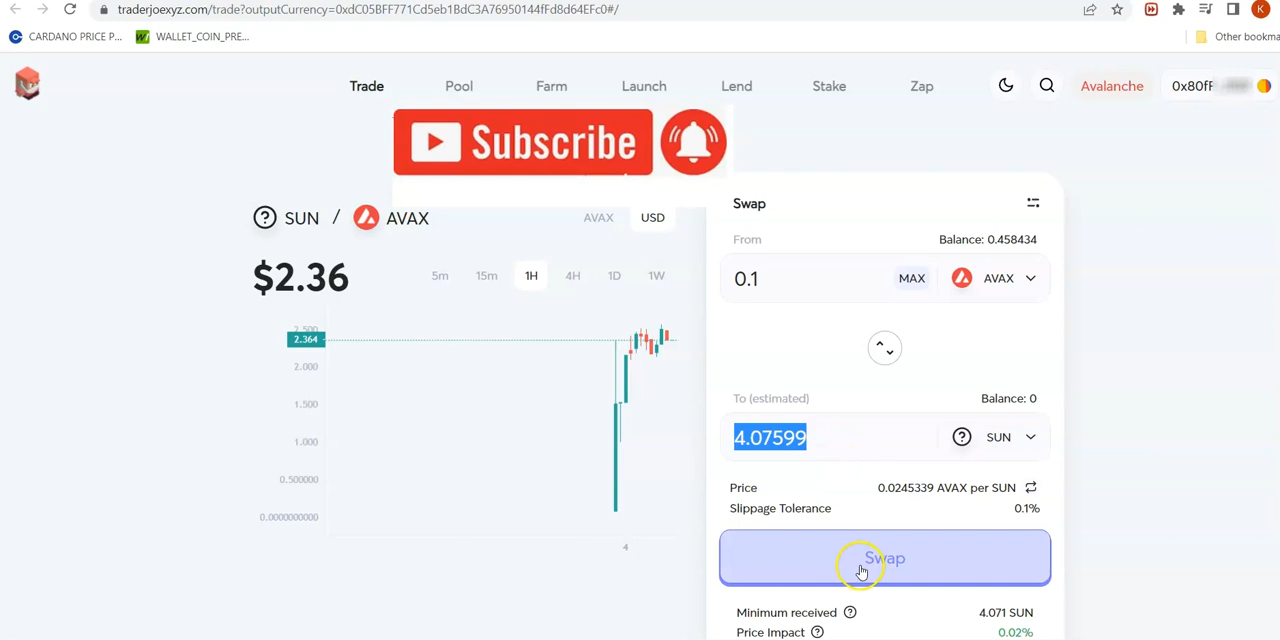 traderjoexyz.com/trade?outputCurrency=0xdC05BFF771Cd5eb1BdC3A76950144fFd8d64EFc0#/
K
CARDANO PRICE P... WALLET_COIN_PRE... Other bookma
Trade Pool Farm Launch Lend Stake Zap Avalanche 0x80fF
Subscribe
Swap
SUN / AVAX AVAX USD
From Balance: 0.458434
$2.36 5m 15m 1H 4H 1D 1W
0.1 MAX AVAX
2.500
2.364
2.000
1.500
1.000
0.500000
0.0000000000
4
To (estimated) Balance: 0
4.07599 SUN
Price 0.0245339 AVAX per SUN
Slippage Tolerance 0.1%
Swap
Minimum received ? 4.071 SUN
Price Impact ? 0.02%